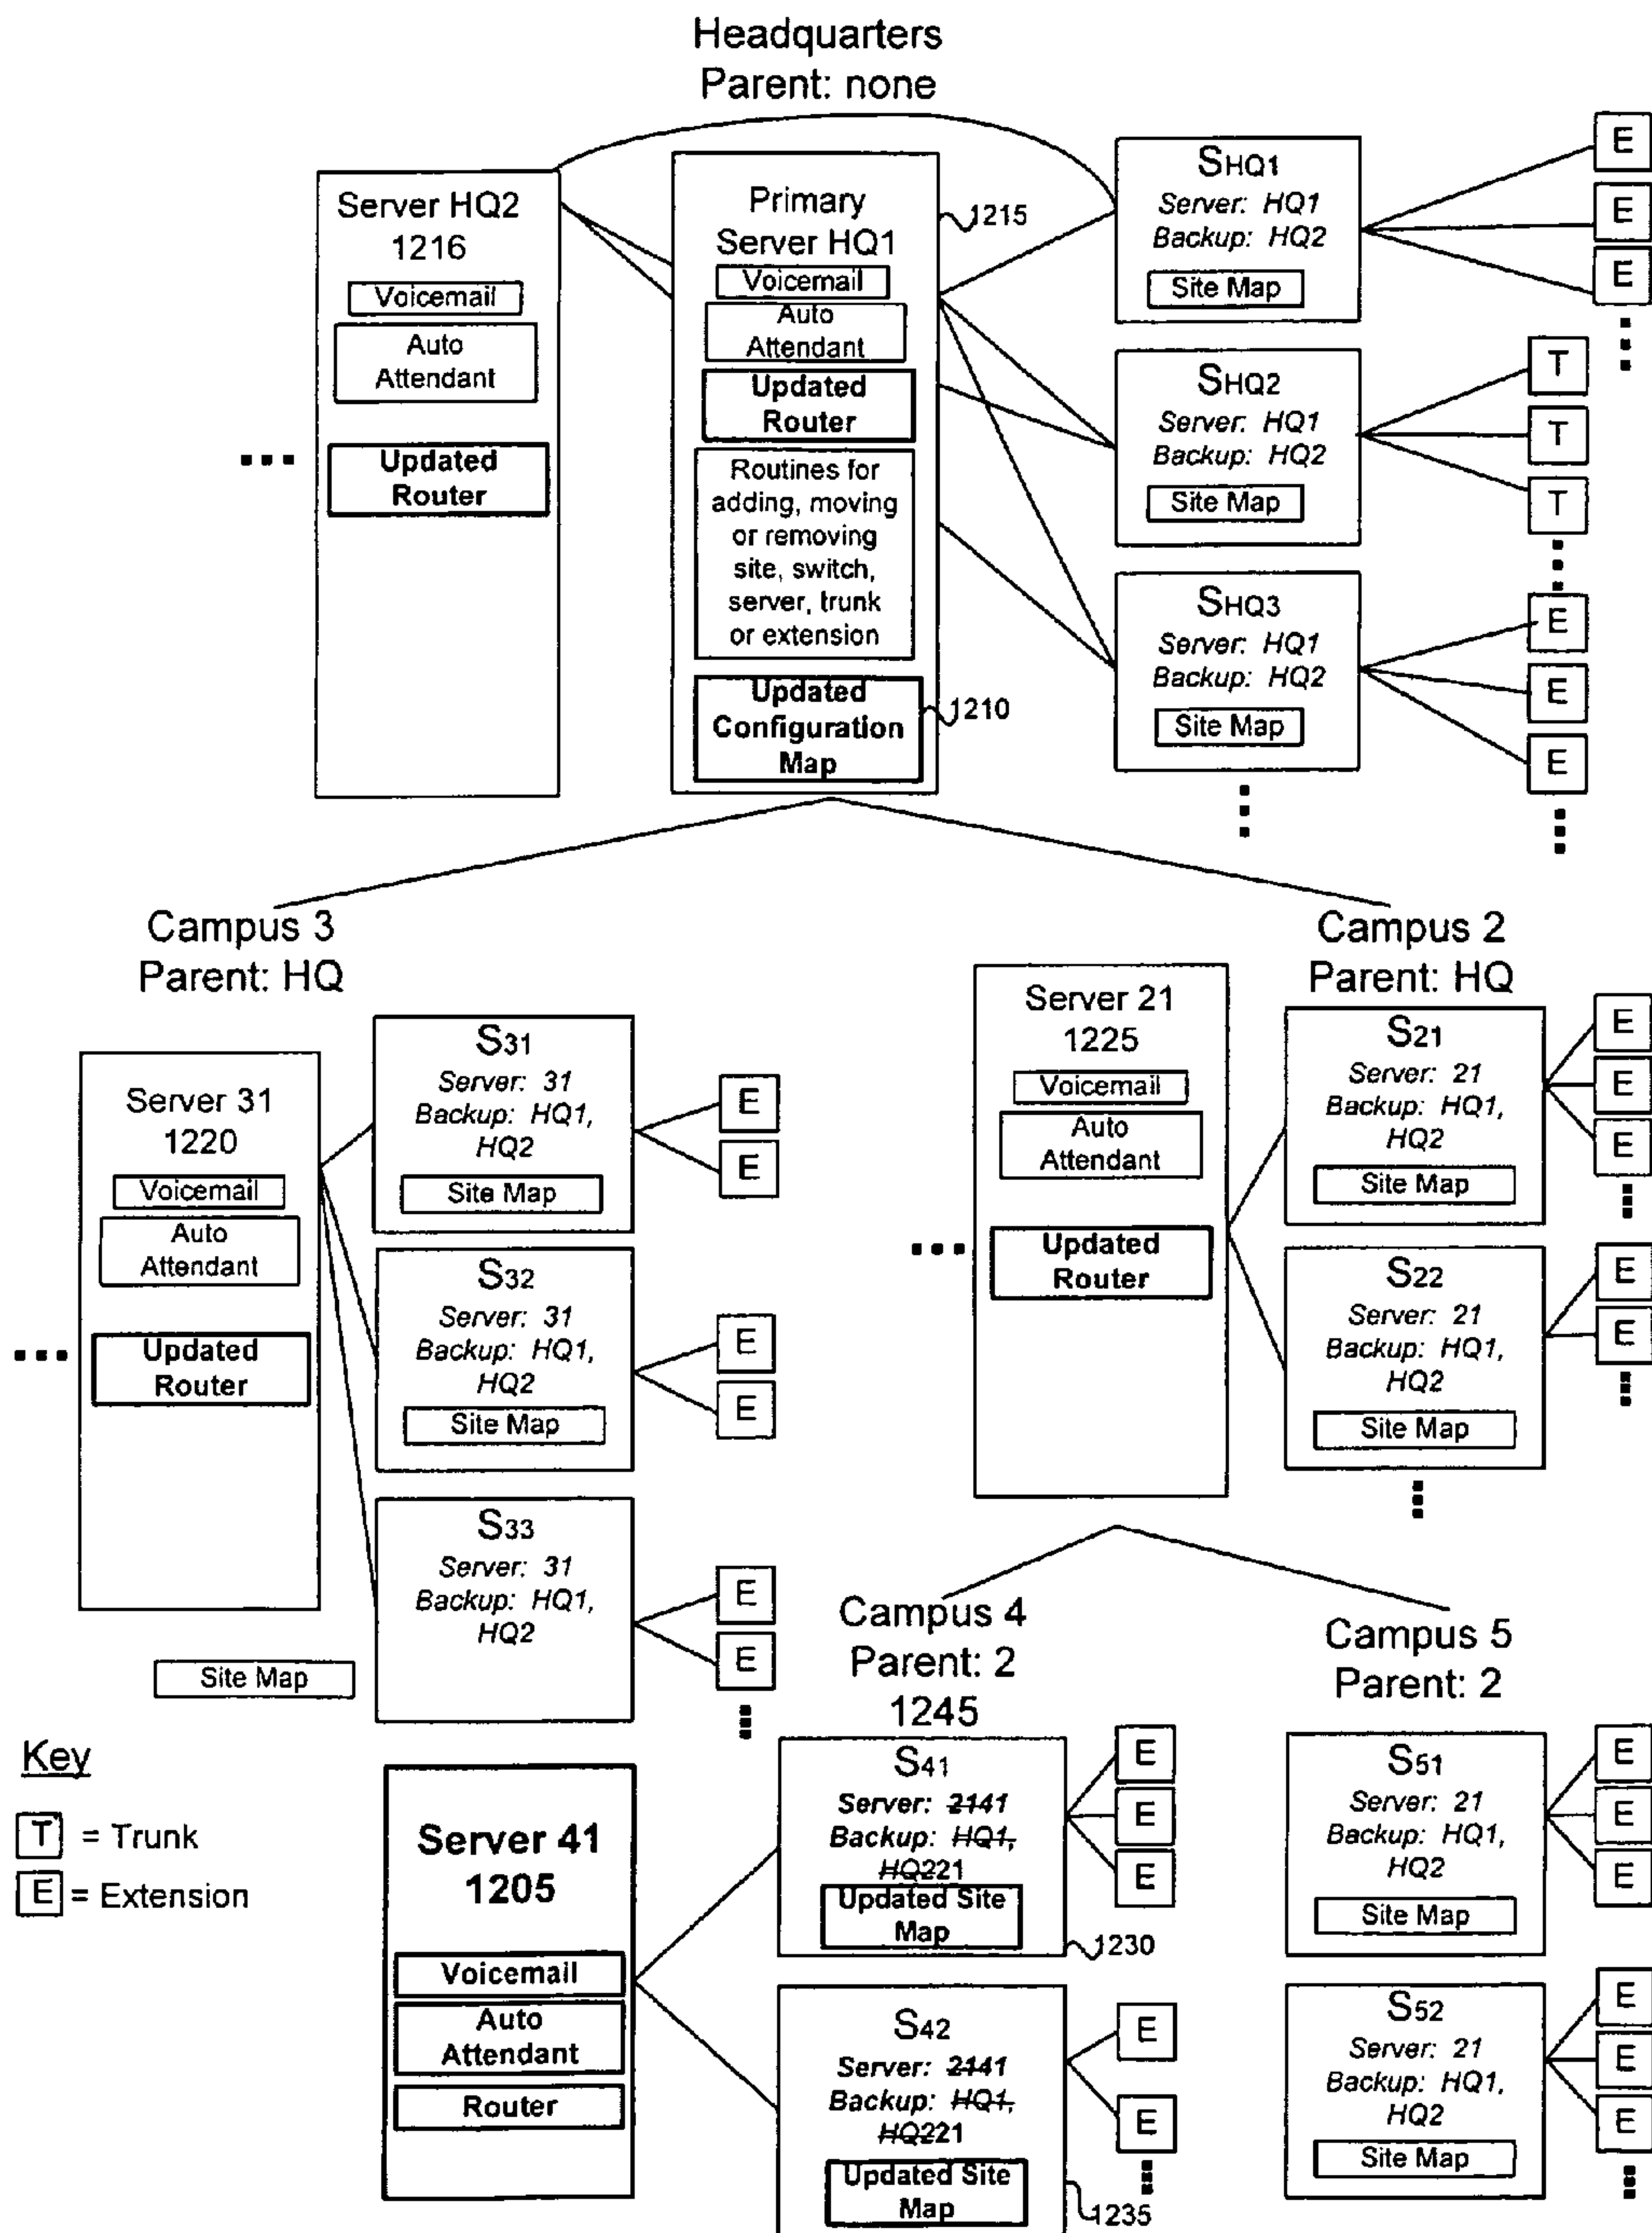 Headquarters
Parent: none
Server HQ2
1216
Voicemail
Auto
Attendant
Updated
Router
Primary
Server HQ1
1215
Voicemail
Auto
Attendant
Updated
Router
Routines for
adding, moving
or removing
site, switch,
server, trunk
or extension
Updated
Configuration
Map
1210
SHQ1
Server: HQ1
Backup: HQ2
Site Map
E
E
E
SHQ2
Server: HQ1
Backup: HQ2
Site Map
T
T
T
SHQ3
Server: HQ1
Backup: HQ2
Site Map
E
E
E
Campus 3
Parent: HQ
Server 31
1220
Voicemail
Auto
Attendant
Updated
Router
S31
Server: 31
Backup: HQ1,
HQ2
Site Map
E
E
S32
Server: 31
Backup: HQ1,
HQ2
Site Map
E
E
S33
Server: 31
Backup: HQ1,
HQ2
E
E
Site Map
Campus 2
Parent: HQ
Server 21
1225
Voicemail
Auto
Attendant
Updated
Router
S21
Server: 21
Backup: HQ1,
HQ2
Site Map
E
E
E
S22
Server: 21
Backup: HQ1,
HQ2
Site Map
E
E
Key
T = Trunk
E = Extension
Server 41
1205
Voicemail
Auto
Attendant
Router
Campus 4
Parent: 2
1245
S41
Server: 2141
Backup: HQ1,
HQ221
Updated Site
Map
1230
E
E
E
S42
Server: 2141
Backup: HQ1,
HQ221
Updated Site
Map
1235
E
E
Campus 5
Parent: 2
S51
Server: 21
Backup: HQ1,
HQ2
Site Map
E
E
E
S52
Server: 21
Backup: HQ1,
HQ2
Site Map
E
E
E